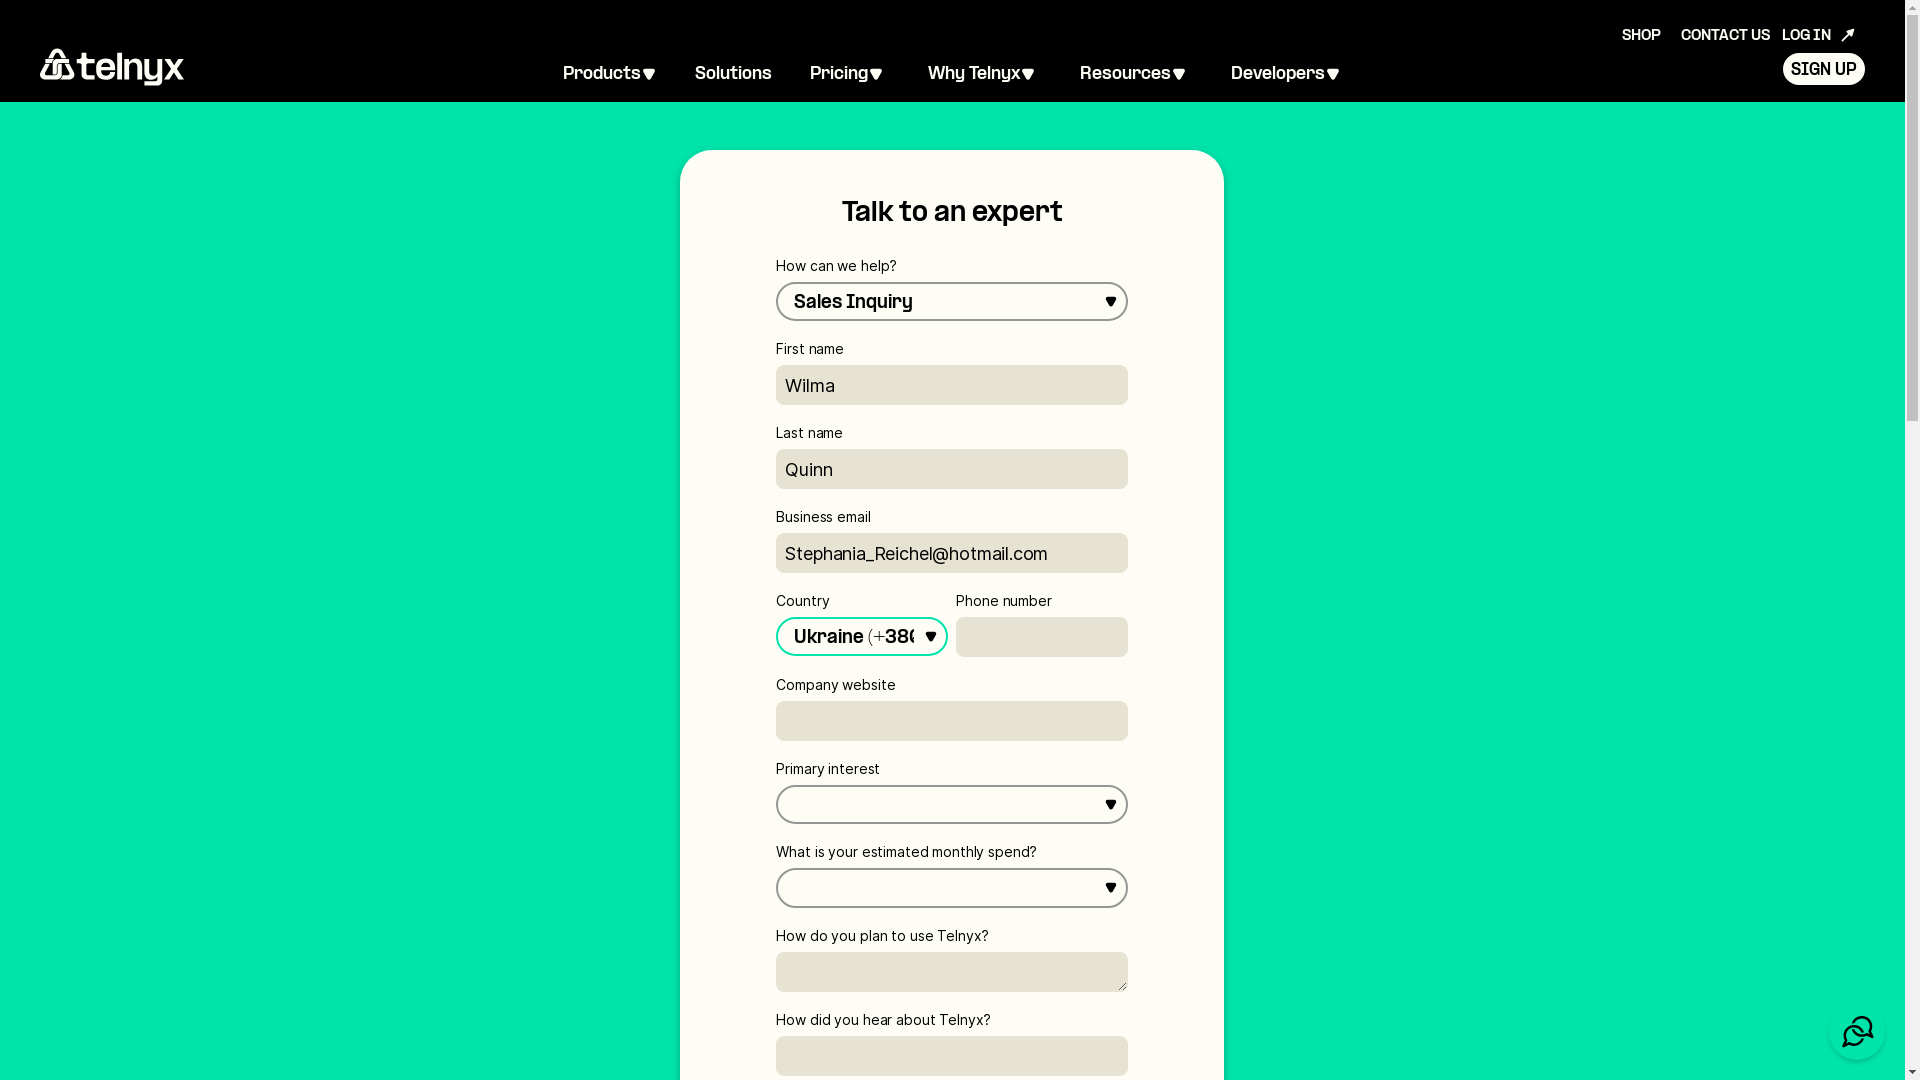 SHOP CONTACT US LOG IN
telnyx Products Solutions Pricing Why Telnyx Resources Developers SIGN UP
Talk to an expert
How can we help?
Sales Inquiry
First name
Wilma
Last name
Quinn
Business email
Stephania_Reichel@hotmail.com
Country Phone number
Ukraine (+380
Company website
Primary interest
What is your estimated monthly spend?
How do you plan to use Telnyx?
How did you hear about Telnyx?